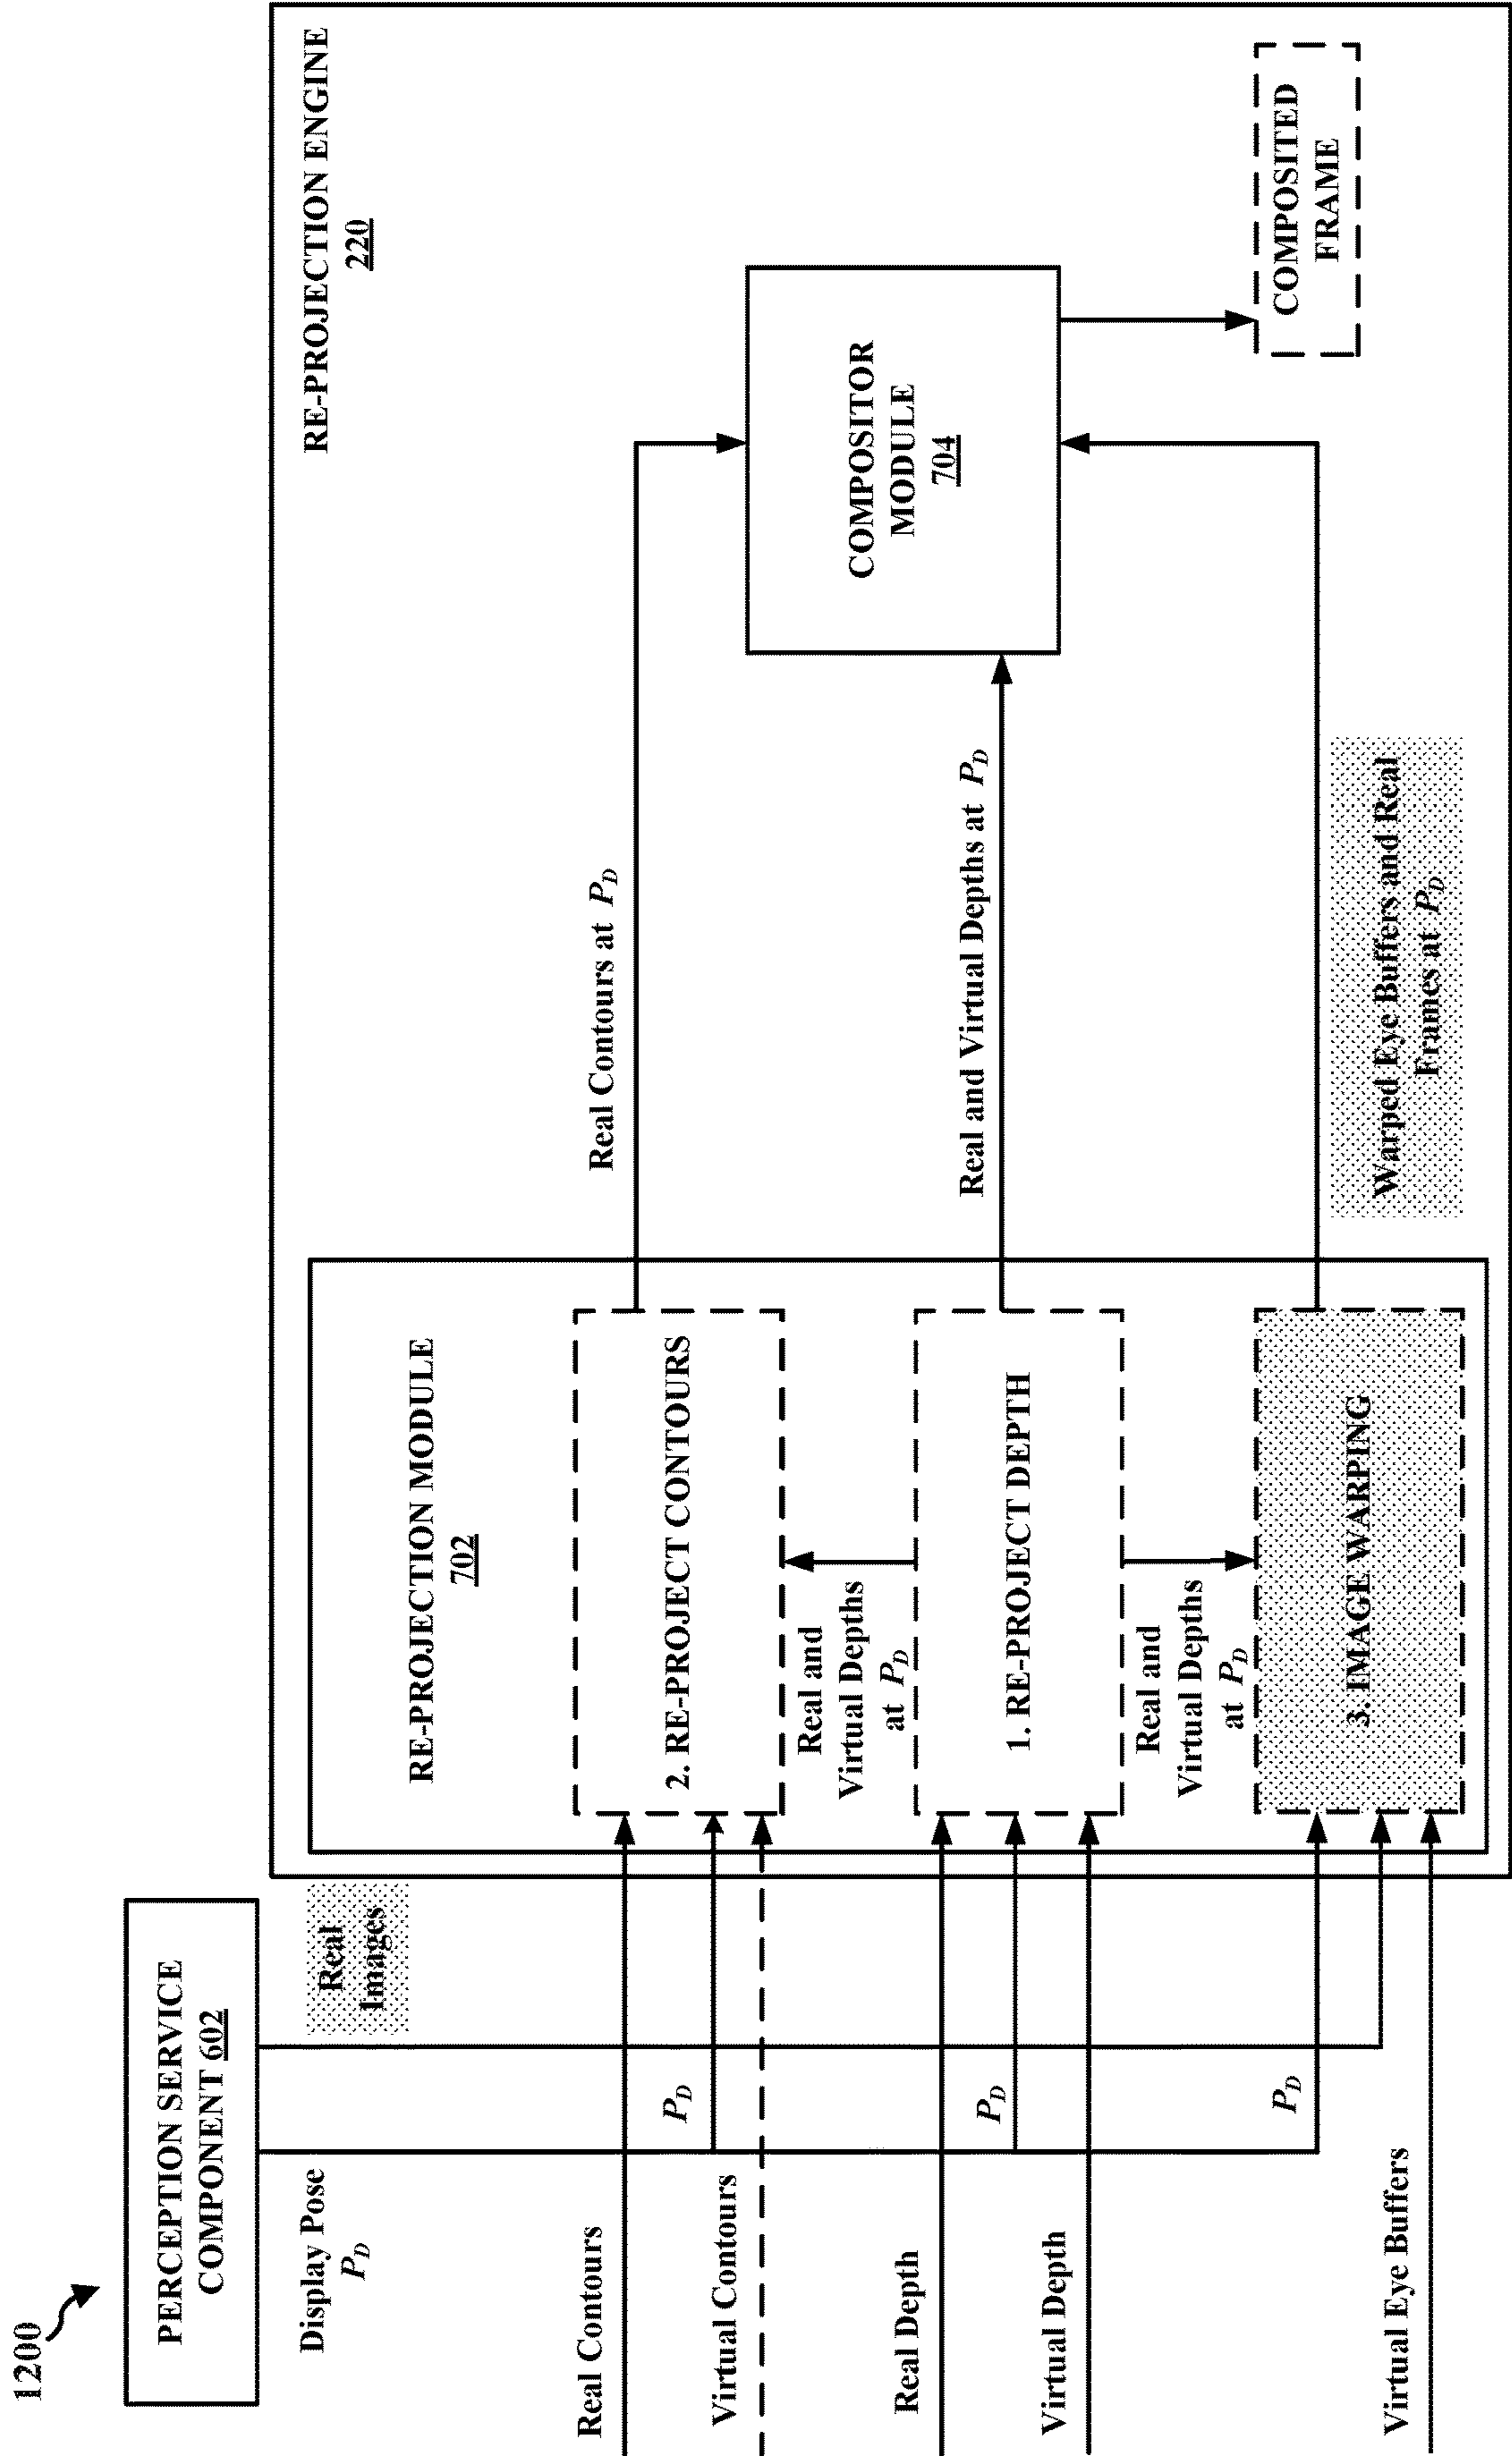 1200
PERCEPTION SERVICE
COMPONENT 602
Display Pose
P_D
Real
Images
Real Contours
P_D
Virtual Contours
Real Depth
P_D
Virtual Depth
P_D
Virtual Eye Buffers
RE-PROJECTION ENGINE
220
RE-PROJECTION MODULE
702
2. RE-PROJECT CONTOURS
Real and
Virtual Depths
at P_D
1. RE-PROJECT DEPTH
Real and
Virtual Depths
at P_D
3. IMAGE WARPING
Real Contours at P_D
Real and Virtual Depths at P_D
Warped Eye Buffers and Real
Frames at P_D
COMPOSITOR
MODULE
704
COMPOSITED
FRAME